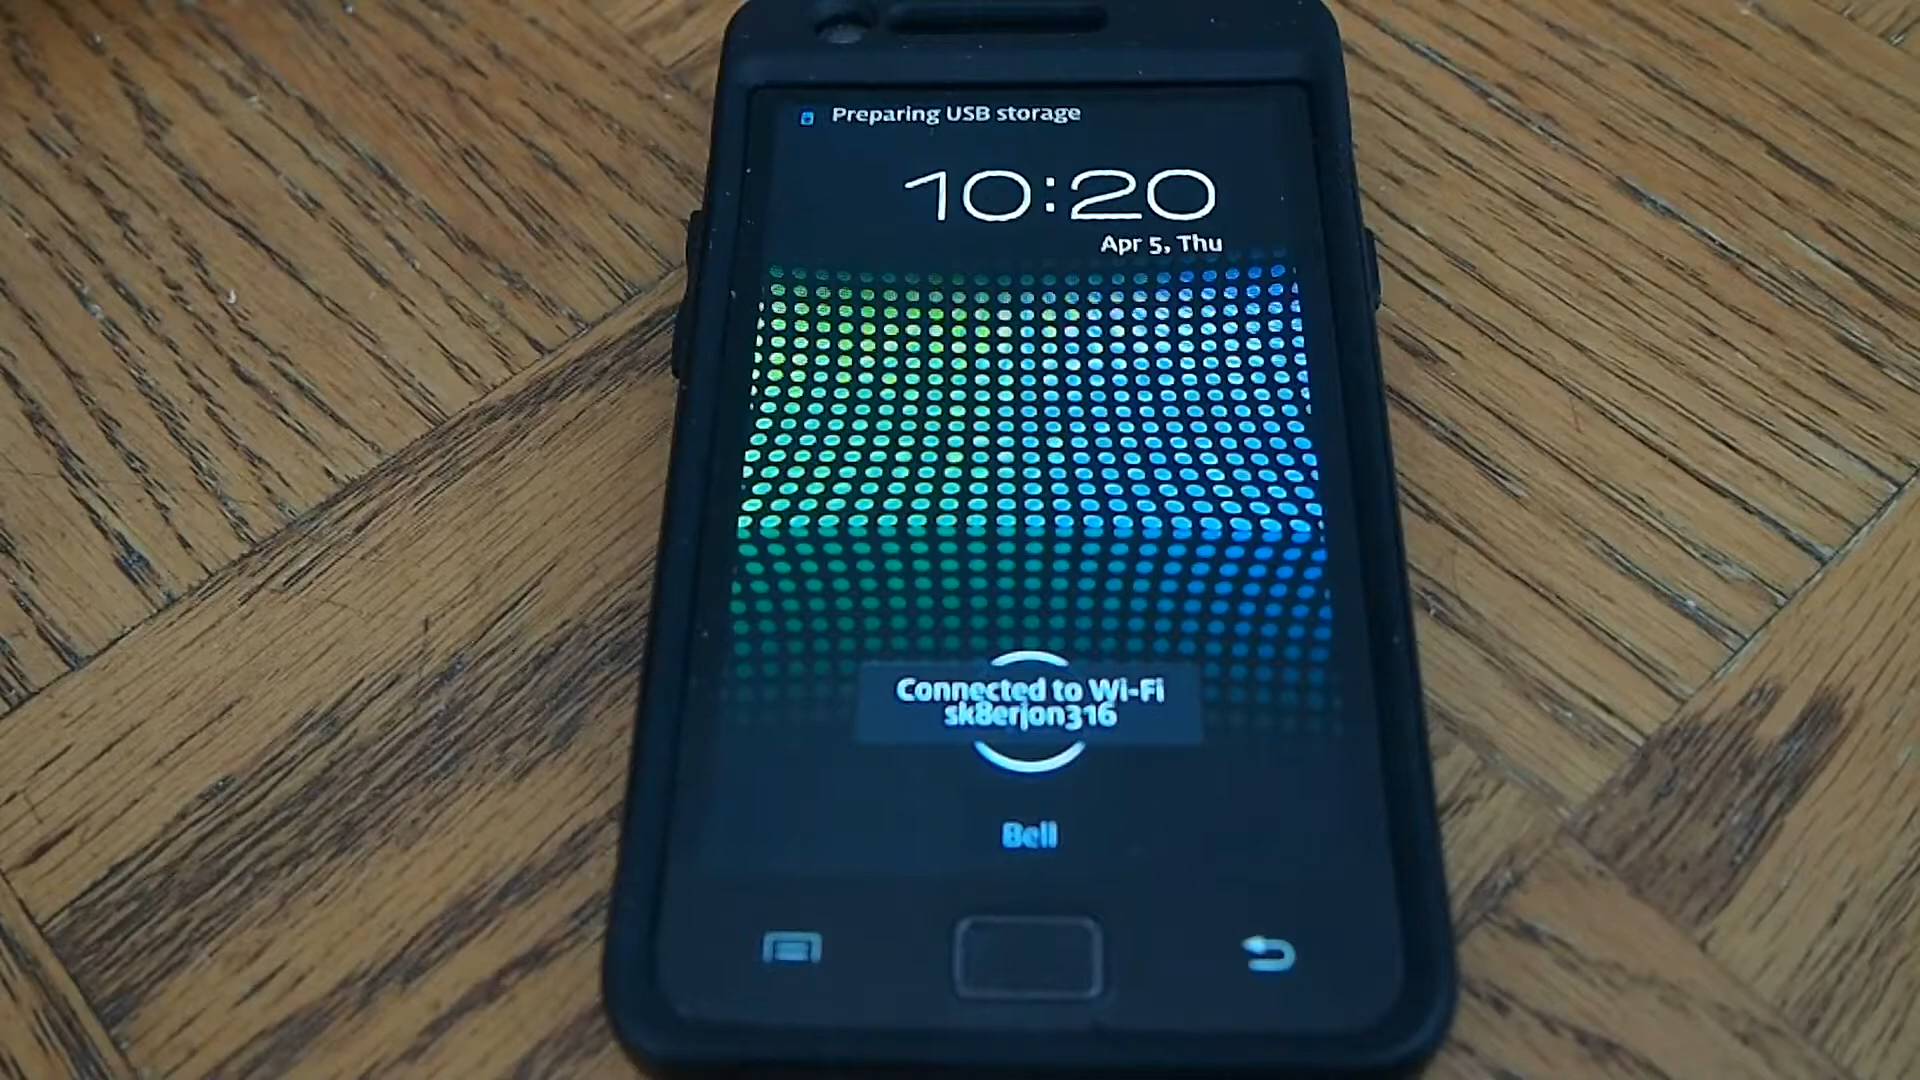 Preparing USB storage
10:20
Apr 5, Thu
Connected to Wi-Fi
sk8erjon316
Bell